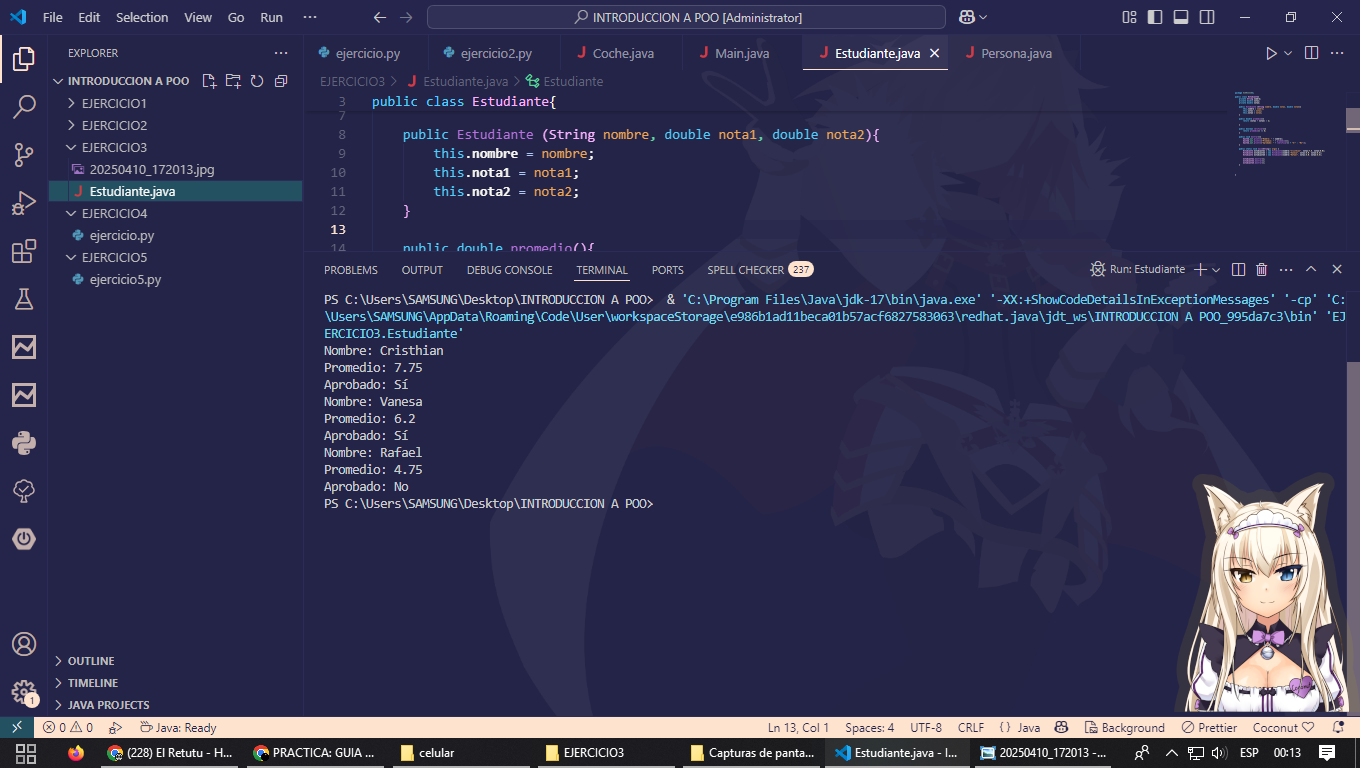 File Edit Selection View Go Run ··· INTRODUCCION A POO [Administrator]
EXPLORER ···
INTRODUCCION A POO
EJERCICIO1
EJERCICIO2
EJERCICIO3
20250410_172013.jpg
J Estudiante.java
EJERCICIO4
ejercicio.py
EJERCICIO5
ejercicio5.py
OUTLINE
TIMELINE
JAVA PROJECTS
1
ejercicio.py ejercicio2.py J Coche.java J Main.java J Estudiante.java J Persona.java
EJERCICIO3 > J Estudiante.java > Estudiante
3 public class Estudiante{
7
8 public Estudiante (String nombre, double nota1, double nota2){
9 this.nombre = nombre;
10 this.nota1 = nota1;
11 this.nota2 = nota2;
12 }
13
14 public double promedio(){
PROBLEMS OUTPUT DEBUG CONSOLE TERMINAL PORTS SPELL CHECKER 237 Run: Estudiante
PS C:\Users\SAMSUNG\Desktop\INTRODUCCION A POO> & 'C:\Program Files\Java\jdk-17\bin\java.exe' '-XX:+ShowCodeDetailsInExceptionMessages' '-cp' 'C:
\Users\SAMSUNG\AppData\Roaming\Code\User\workspaceStorage\e986b1ad11beca01b57acf6827583063\redhat.java\jdt_ws\INTRODUCCION A POO_995da7c3\bin' 'EJ
ERCICIO3.Estudiante'
Nombre: Cristhian
Promedio: 7.75
Aprobado: Sí
Nombre: Vanesa
Promedio: 6.2
Aprobado: Sí
Nombre: Rafael
Promedio: 4.75
Aprobado: No
PS C:\Users\SAMSUNG\Desktop\INTRODUCCION A POO>
Coconut
0 0 Java: Ready Ln 13, Col 1 Spaces: 4 UTF-8 CRLF {} Java Background Prettier Coconut ♡
(228) El Retutu - H... PRACTICA: GUIA ... celular EJERCICIO3 Capturas de panta... Estudiante.java - I... 20250410_172013 -... ESP 00:13